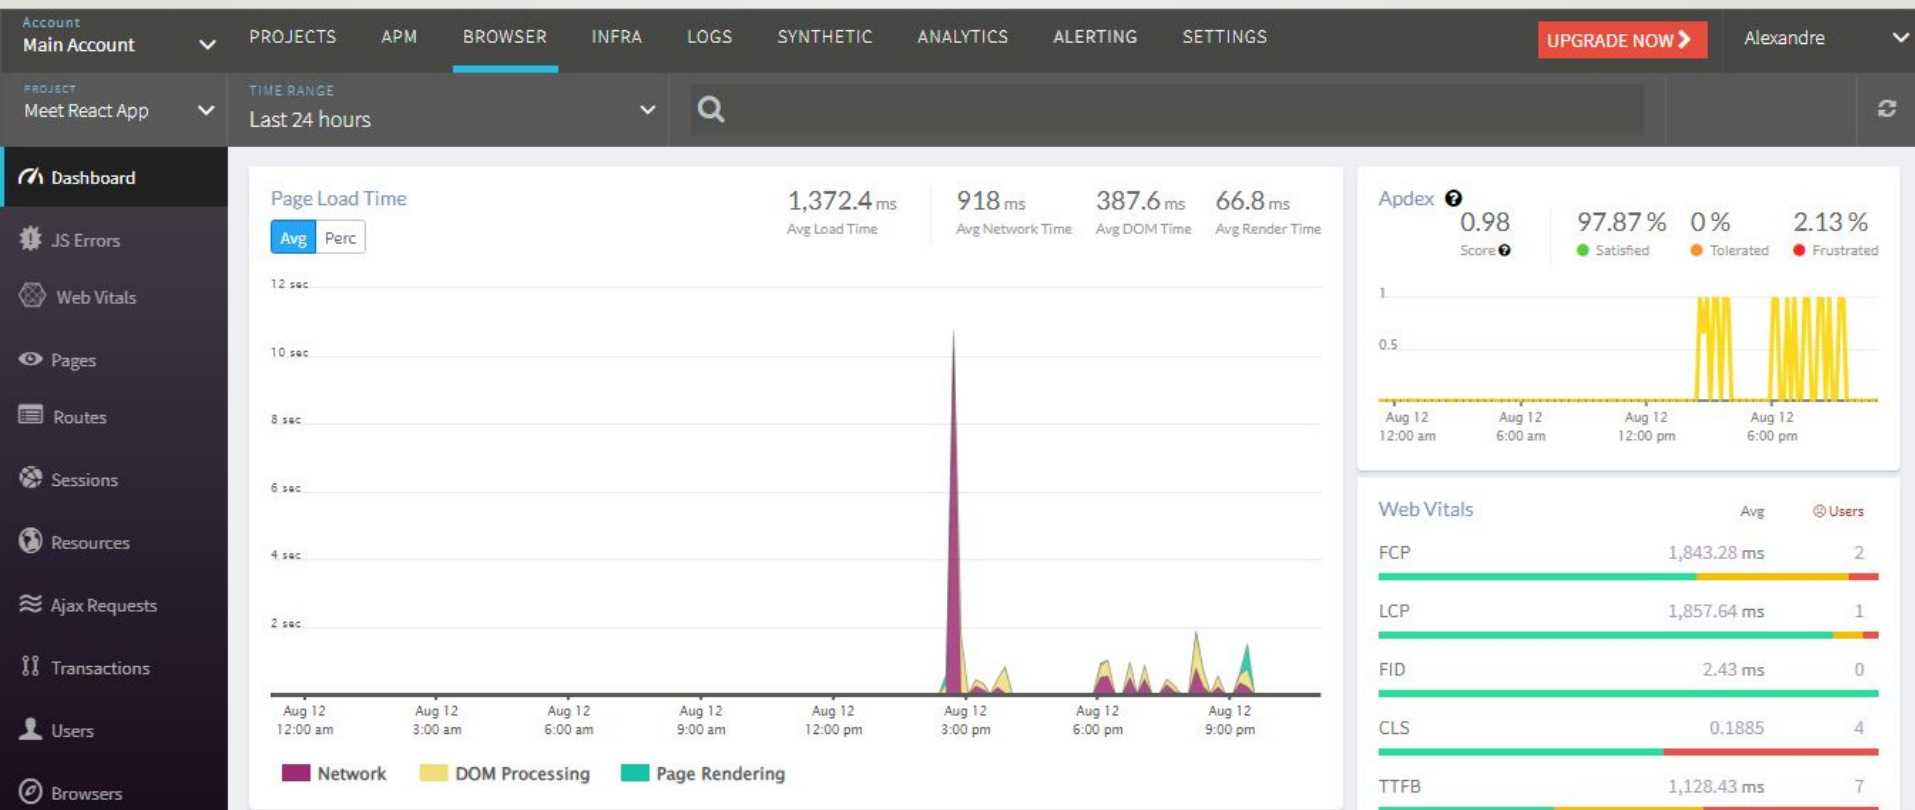 Account
Main Account
PROJECTS APM BROWSER INFRA LOGS SYNTHETIC ANALYTICS ALERTING SETTINGS
UPGRADE NOW
Alexandre
PROJECT
Meet React App
TIME RANGE
Last 24 hours
Dashboard
JS Errors
Web Vitals
Pages
Routes
Sessions
Resources
Ajax Requests
Transactions
Users
Browsers
Page Load Time
Avg Perc
1,372.4 ms 918 ms 387.6 ms 66.8 ms
Avg Load Time Avg Network Time Avg DOM Time Avg Render Time
12 sec
10 sec
8 sec
6 sec
4 sec
2 sec
Aug 12 Aug 12 Aug 12 Aug 12 Aug 12 Aug 12 Aug 12 Aug 12
12:00 am 3:00 am 6:00 am 9:00 am 12:00 pm 3:00 pm 6:00 pm 9:00 pm
Network DOM Processing Page Rendering
Apdex ?
0.98 97.87 % 0 % 2.13 %
Score ? Satisfied Tolerated Frustrated
1
0.5
Aug 12 Aug 12 Aug 12 Aug 12
12:00 am 6:00 am 12:00 pm 6:00 pm
Web Vitals Avg Users
FCP 1,843.28 ms 2
LCP 1,857.64 ms 1
FID 2.43 ms 0
CLS 0.1885 4
TTFB 1,128.43 ms 7